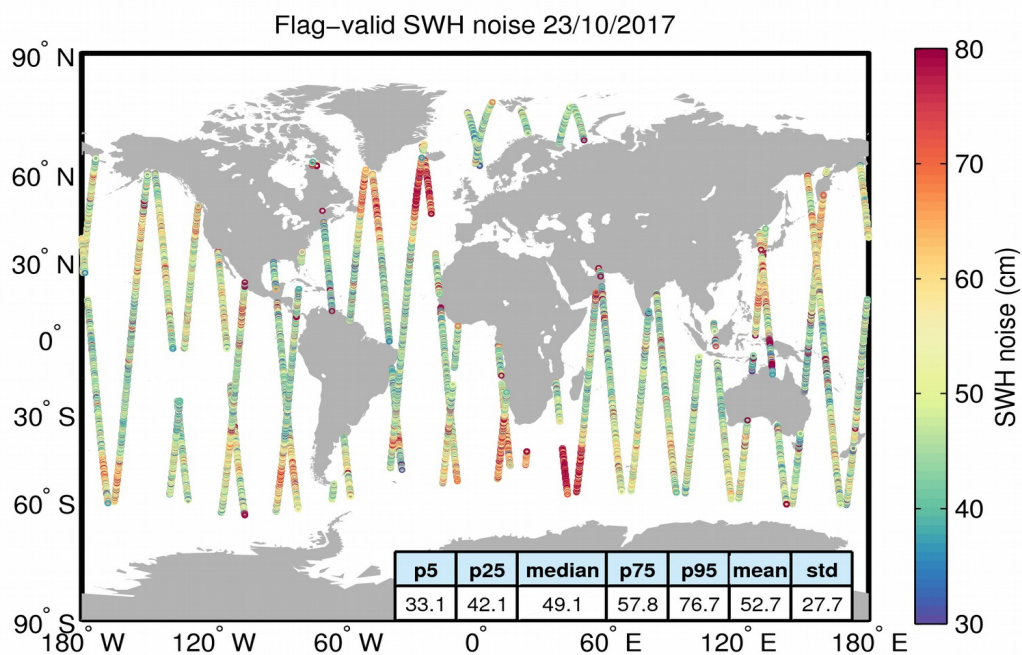 Flag−valid SWH noise 23/10/2017
90° N
60° N
30° N
0°
30° S
60° S
90° S
180° W
120° W
60° W
0°
60° E
120° E
180° E
p5 p25 median p75 p95 mean std
33.1 42.1 49.1 57.8 76.7 52.7 27.7
80
70
60
50
40
30
SWH noise (cm)